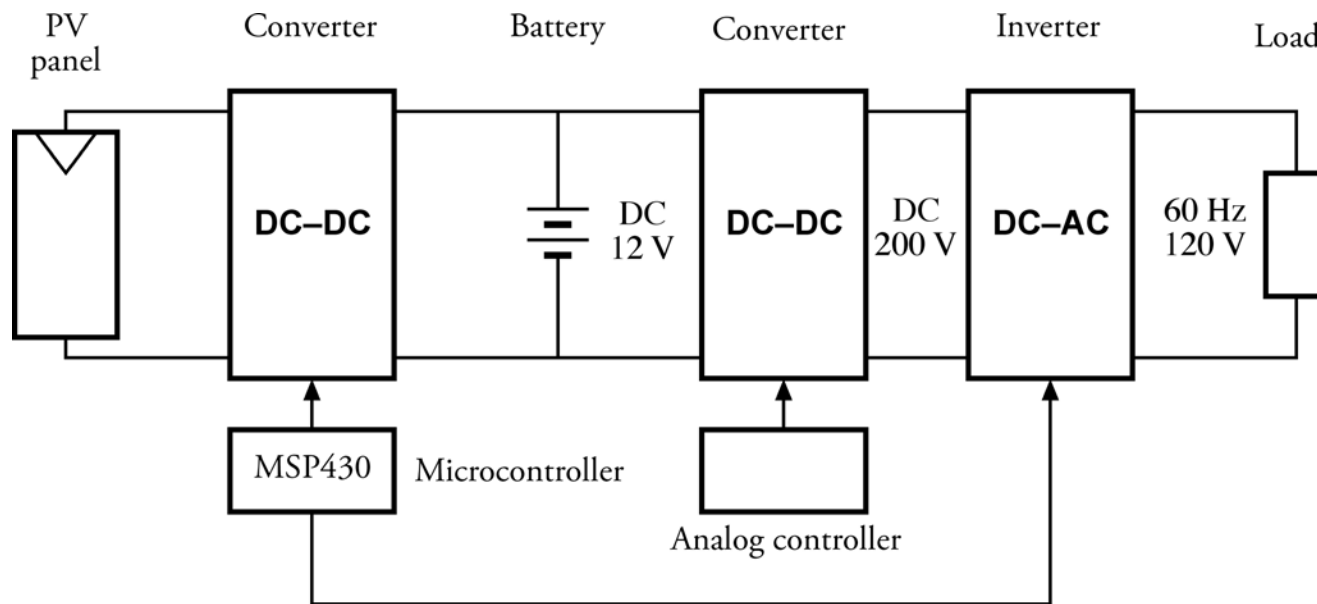 PV
panel
Converter
Battery
Converter
Inverter
Load
DC–DC
DC
12 V
DC–DC
DC
200 V
DC–AC
60 Hz
120 V
MSP430
Microcontroller
Analog controller